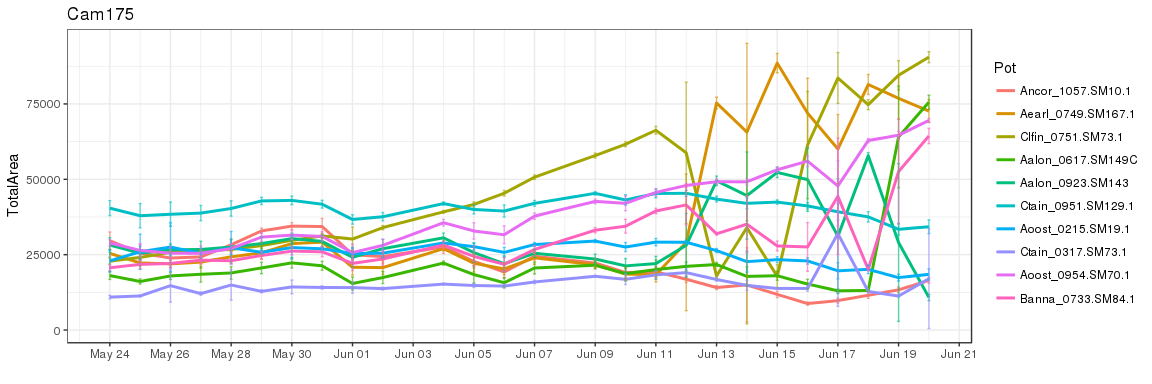 Cam175
TotalArea
75000
50000
25000
0
May 24 May 26 May 28 May 30 Jun 01 Jun 03 Jun 05 Jun 07 Jun 09 Jun 11 Jun 13 Jun 15 Jun 17 Jun 19 Jun 21
Pot
Ancor_1057.SM10.1
Aearl_0749.SM167.1
Clfin_0751.SM73.1
Aalon_0617.SM149C
Aalon_0923.SM143
Ctain_0951.SM129.1
Aoost_0215.SM19.1
Ctain_0317.SM73.1
Aoost_0954.SM70.1
Banna_0733.SM84.1